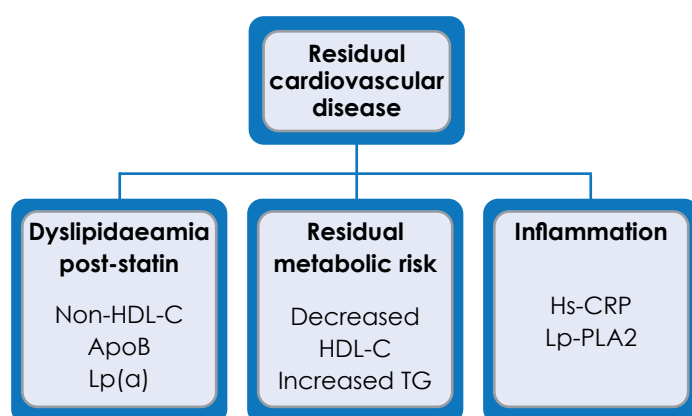 Residual
cardiovascular
disease
Dyslipidaeamia
post-statin
Non-HDL-C
ApoB
Lp(a)
Residual
metabolic risk
Decreased
HDL-C
Increased TG
Inflammation
Hs-CRP
Lp-PLA2